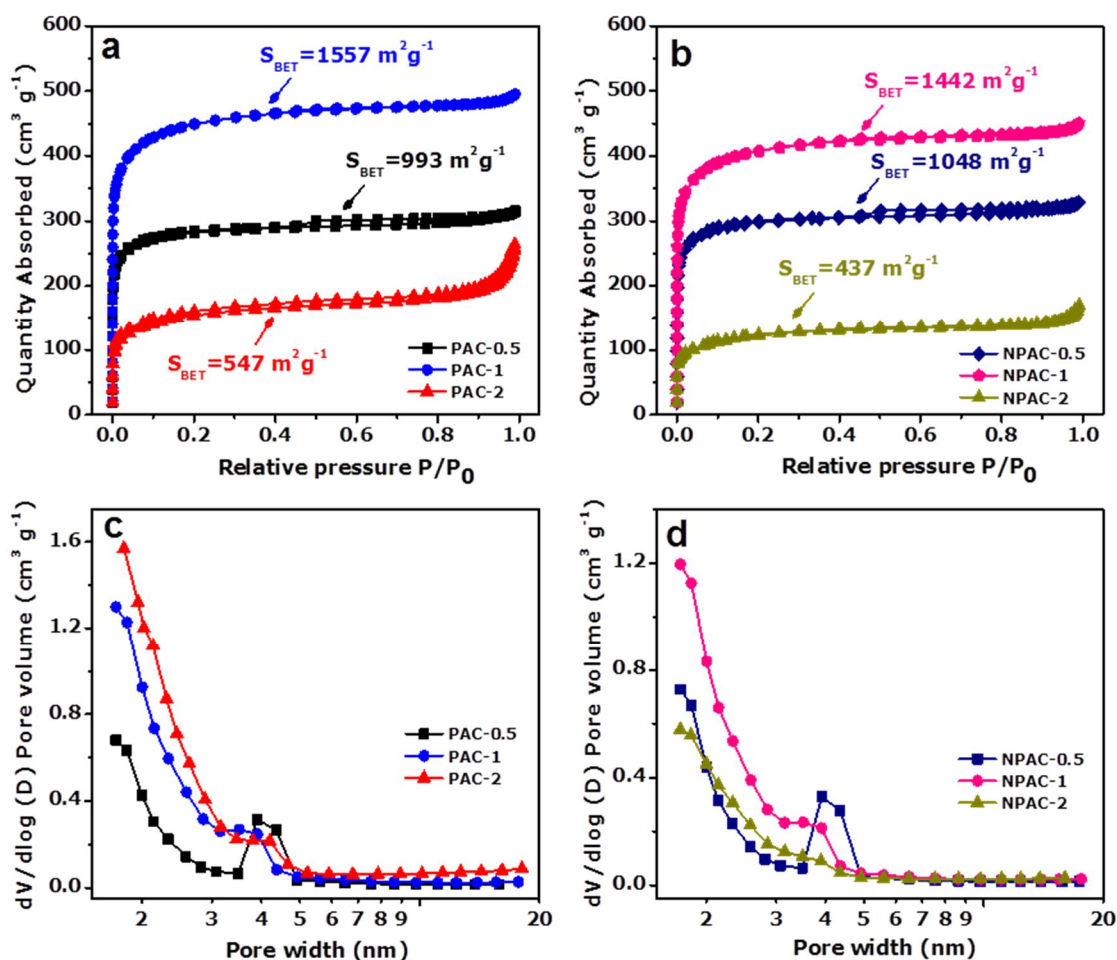 a
S_BET=1557 m²g⁻¹
S_BET=993 m²g⁻¹
S_BET=547 m²g⁻¹
PAC-0.5
PAC-1
PAC-2
600
500
400
300
200
100
0
Quantity Absorbed (cm³ g⁻¹)
0.0 0.2 0.4 0.6 0.8 1.0
Relative pressure P/P₀
b
S_BET=1442 m²g⁻¹
S_BET=1048 m²g⁻¹
S_BET=437 m²g⁻¹
NPAC-0.5
NPAC-1
NPAC-2
600
500
400
300
200
100
0
Quantity Absorbed (cm³ g⁻¹)
0.0 0.2 0.4 0.6 0.8 1.0
Relative pressure P/P₀
c
PAC-0.5
PAC-1
PAC-2
1.6
1.2
0.8
0.4
0.0
dV/dlog (D) Pore volume (cm³ g⁻¹)
2 3 4 5 6 7 8 9 20
Pore width (nm)
d
NPAC-0.5
NPAC-1
NPAC-2
1.2
0.8
0.4
0.0
dV/dlog (D) Pore volume (cm³ g⁻¹)
2 3 4 5 6 7 8 9 20
Pore width (nm)